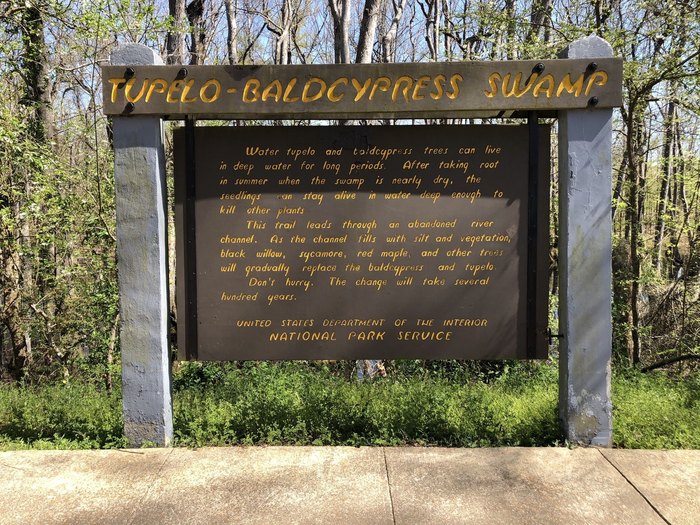 TUPELO-BALDCYPRESS SWAMP
Water tupelo and baldcypress trees can live
in deep water for long periods. After taking root
in summer when the swamp is nearly dry, the
seedlings can stay alive in water deep enough to
kill other plants
This trail leads through an abandoned river
channel. As the channel fills with silt and vegetation,
black willow, sycamore, red maple, and other trees
will gradually replace the baldcypress and tupelo
Don't hurry. The change will take several
hundred years.
UNITED STATES DEPARTMENT OF THE INTERIOR
NATIONAL PARK SERVICE